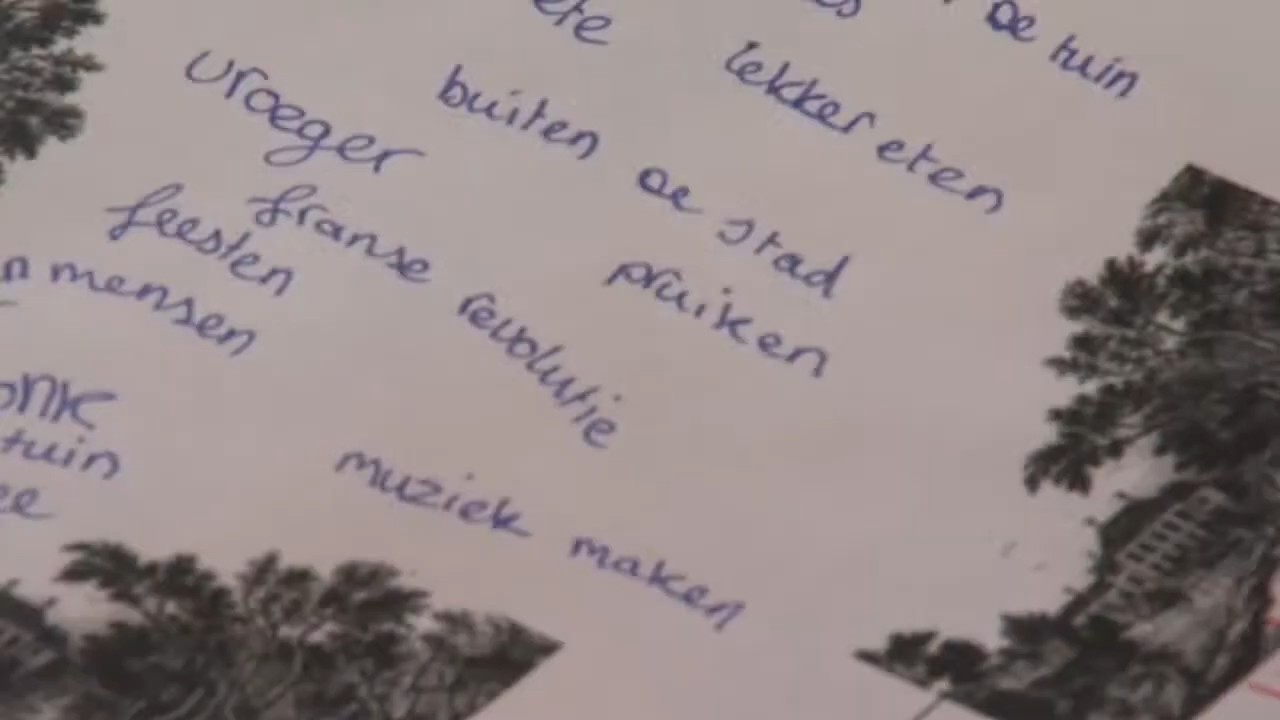 de tuin
lekker eten
vroeger
buiten de stad
franse revolutie
feesten
pruiken
mensen
tuin
muziek maken